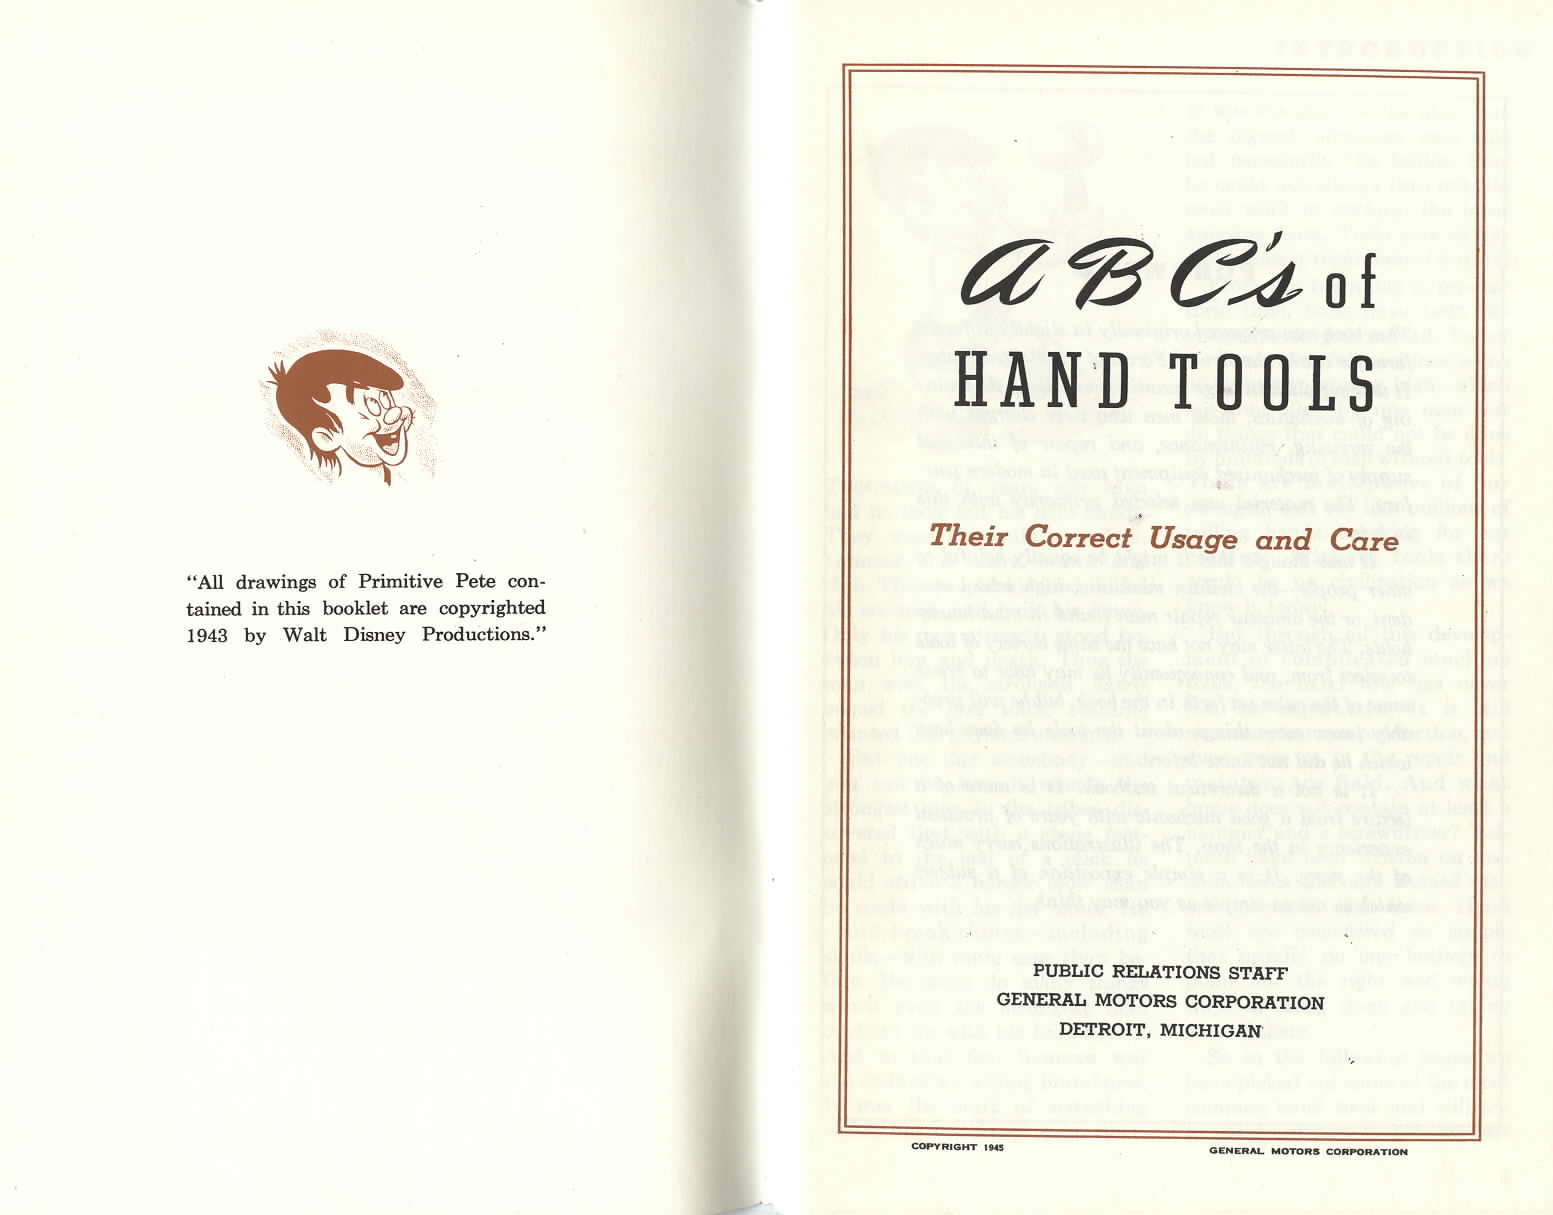 "All drawings of Primitive Pete con-
tained in this booklet are copyrighted
1943 by Walt Disney Productions."
ABC's of
HAND TOOLS
Their Correct Usage and Care
PUBLIC RELATIONS STAFF
GENERAL MOTORS CORPORATION
DETROIT, MICHIGAN
COPYRIGHT 1945
GENERAL MOTORS CORPORATION